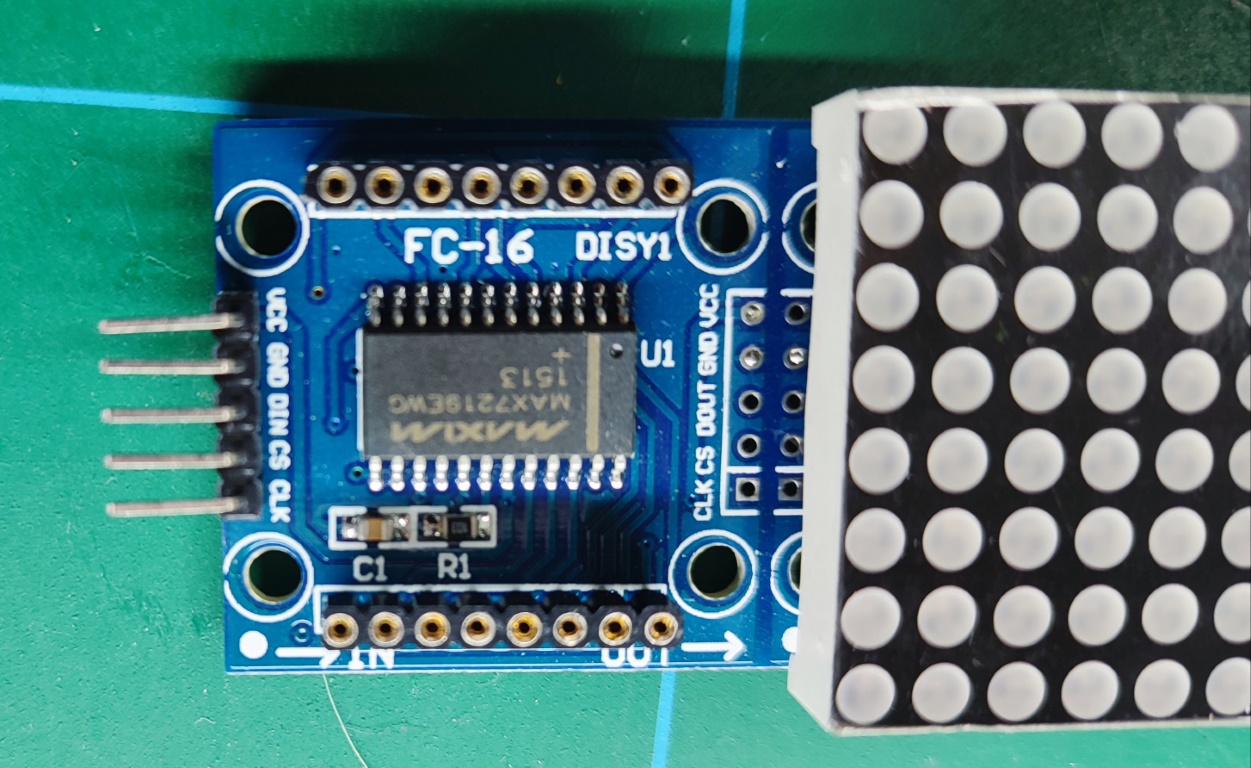 FC-16
DISY1
VCC GND DIN CS CLK
U1
MAXIM
MAX7219EWG
1513
+
CLK CS DOUT GND VCC
C1
R1
IN
OUT